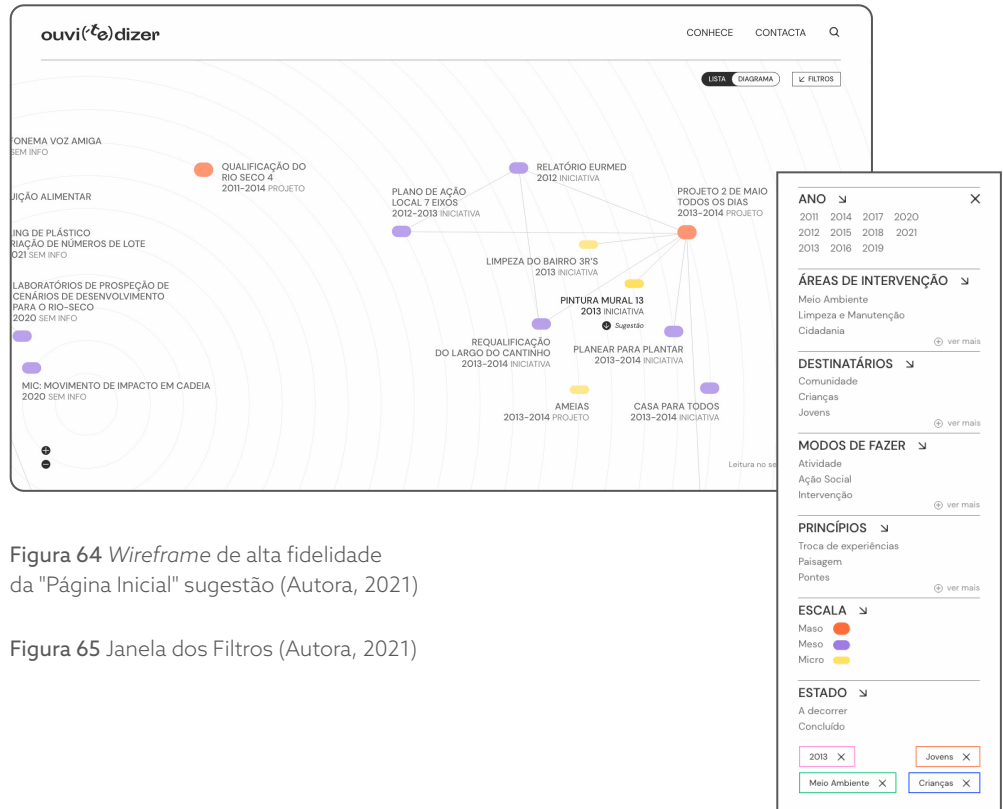 ouvi(te)dizer
CONHECE CONTACTA
LISTA DIAGRAMA FILTROS
FONEMA VOZ AMIGA
SEM INFO
UIÇÃO ALIMENTAR
ING DE PLÁSTICO
RIAÇÃO DE NÚMEROS DE LOTE
021 SEM INFO
LABORATÓRIOS DE PROSPEÇÃO DE
CENÁRIOS DE DESENVOLVIMENTO
PARA O RIO-SECO
2020 SEM INFO
MIC: MOVIMENTO DE IMPACTO EM CADEIA
2020 SEM INFO
QUALIFICAÇÃO DO
RIO SECO 4
2011-2014 PROJETO
PLANO DE AÇÃO
LOCAL 7 EIXOS
2012-2013 INICIATIVA
RELATÓRIO EURMED
2012 INICIATIVA
PROJETO 2 DE MAIO
TODOS OS DIAS
2013-2014 PROJETO
LIMPEZA DO BAIRRO 3R'S
2013 INICIATIVA
PINTURA MURAL 13
2013 INICIATIVA
Sugestão
REQUALIFICAÇÃO
DO LARGO DO CANTINHO
2013-2014 INICIATIVA
PLANEAR PARA PLANTAR
2013-2014 INICIATIVA
AMEIAS
2013-2014 PROJETO
CASA PARA TODOS
2013-2014 INICIATIVA
Leitura no se
ANO
2011 2014 2017 2020
2012 2015 2018 2021
2013 2016 2019
ÁREAS DE INTERVENÇÃO
Meio Ambiente
Limpeza e Manutenção
Cidadania
ver mais
DESTINATÁRIOS
Comunidade
Crianças
Jovens
ver mais
MODOS DE FAZER
Atividade
Ação Social
Intervenção
ver mais
PRINCÍPIOS
Troca de experiências
Paisagem
Pontes
ver mais
ESCALA
Maso
Meso
Micro
ESTADO
A decorrer
Concluído
2013 X Jovens X
Meio Ambiente X Crianças X
Figura 64 Wireframe de alta fidelidade
da "Página Inicial" sugestão (Autora, 2021)
Figura 65 Janela dos Filtros (Autora, 2021)